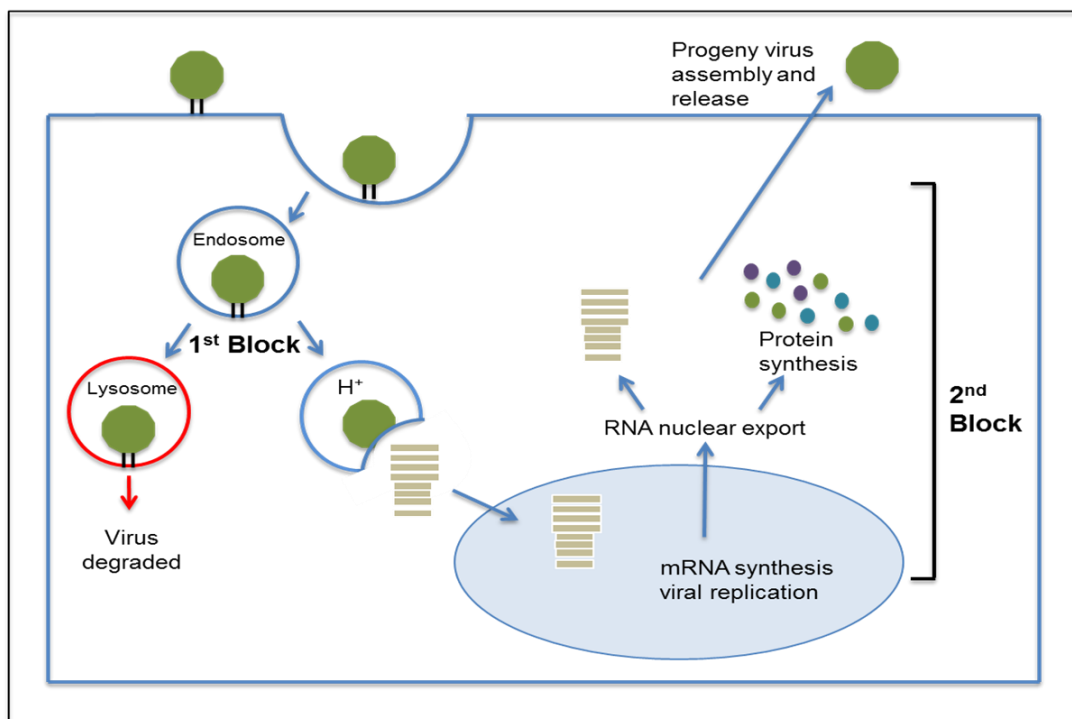 Progeny virus
assembly and
release
Endosome
1st Block
Lysosome
H+
Protein
synthesis
2nd
Block
RNA nuclear export
Virus
degraded
mRNA synthesis
viral replication